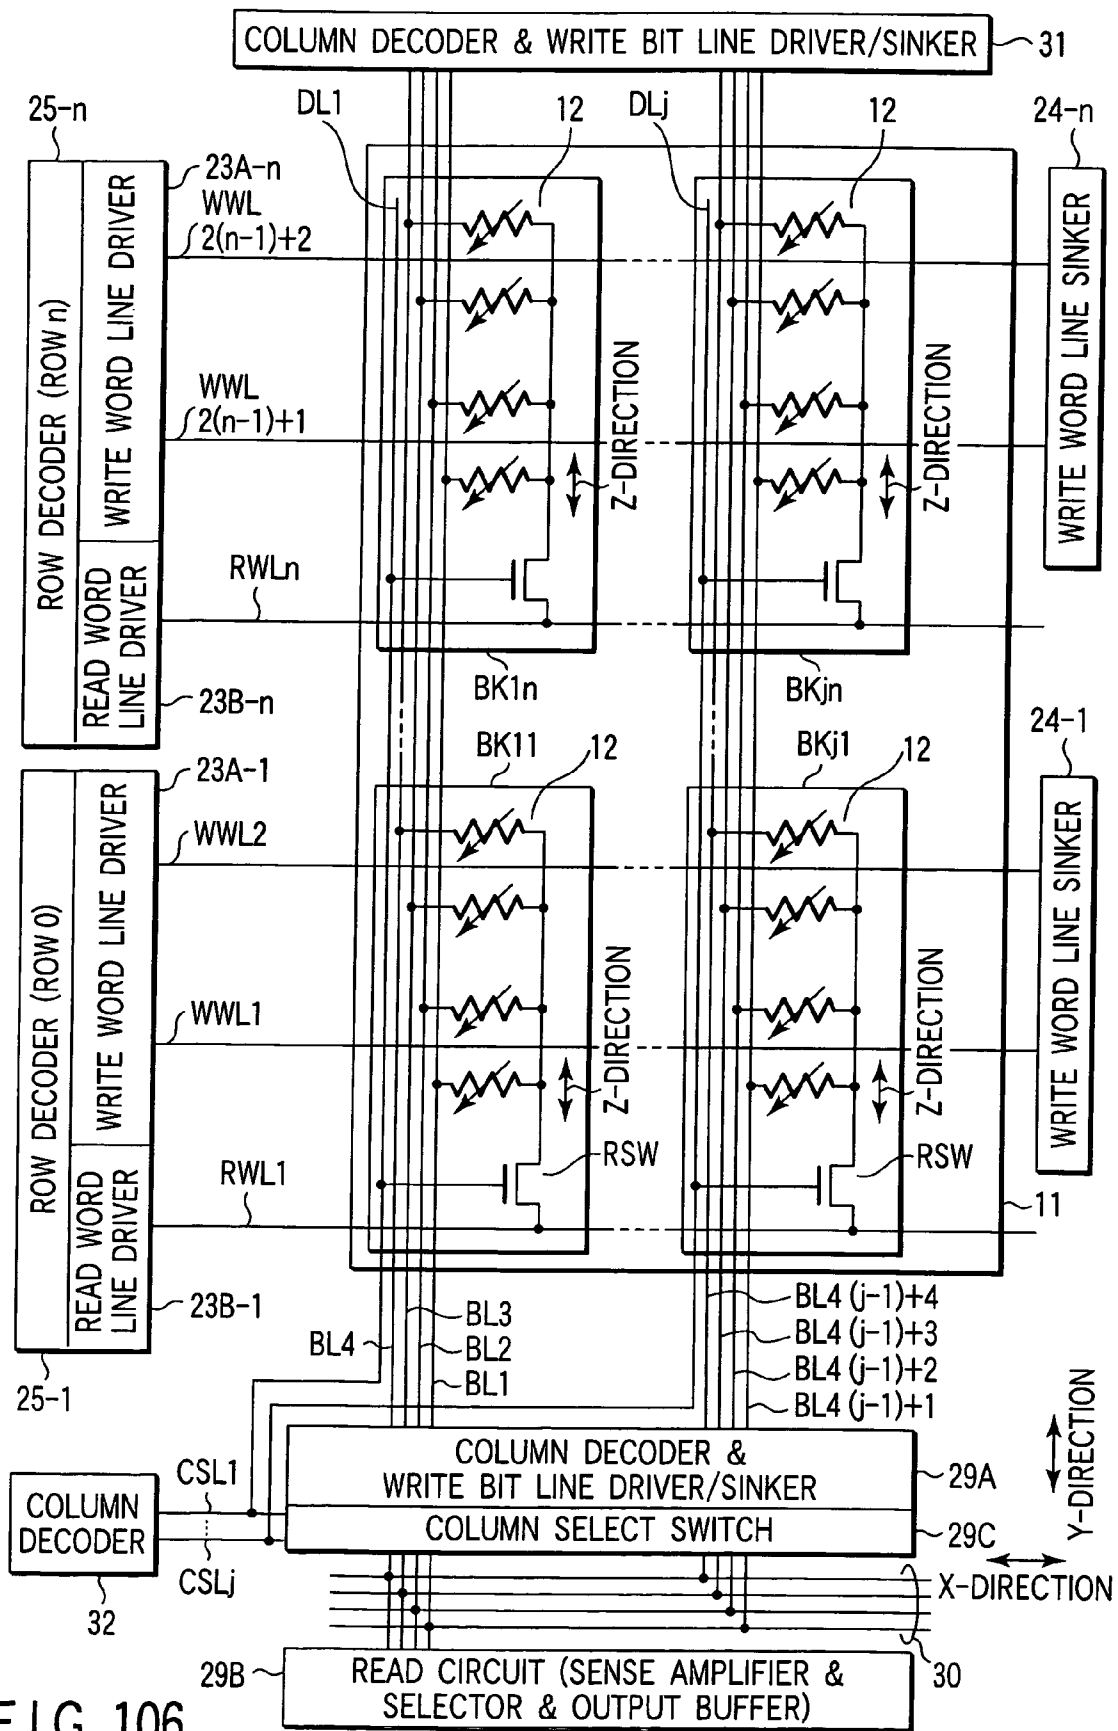 COLUMN DECODER & WRITE BIT LINE DRIVER/SINKER
31
25-n
DL1
12
DLj
12
24-n
23A-n
WWL
2(n-1)+2
ROW DECODER (ROW n)
WRITE WORD LINE DRIVER
READ WORD
LINE DRIVER
WWL
2(n-1)+1
Z-DIRECTION
Z-DIRECTION
WRITE WORD LINE SINKER
RWLn
23B-n
BK1n
BKjn
24-1
23A-1
BK11
12
BKj1
12
WWL2
ROW DECODER (ROW 0)
WRITE WORD LINE DRIVER
READ WORD
LINE DRIVER
WWL1
Z-DIRECTION
Z-DIRECTION
WRITE WORD LINE SINKER
RWL1
RSW
RSW
11
23B-1
25-1
BL4
BL3
BL2
BL1
BL4 (j-1)+4
BL4 (j-1)+3
BL4 (j-1)+2
BL4 (j-1)+1
Y-DIRECTION
COLUMN DECODER &
WRITE BIT LINE DRIVER/SINKER
29A
CSL1
COLUMN
DECODER
COLUMN SELECT SWITCH
29C
CSLj
32
X-DIRECTION
30
29B
READ CIRCUIT (SENSE AMPLIFIER &
SELECTOR & OUTPUT BUFFER)
FIG. 106